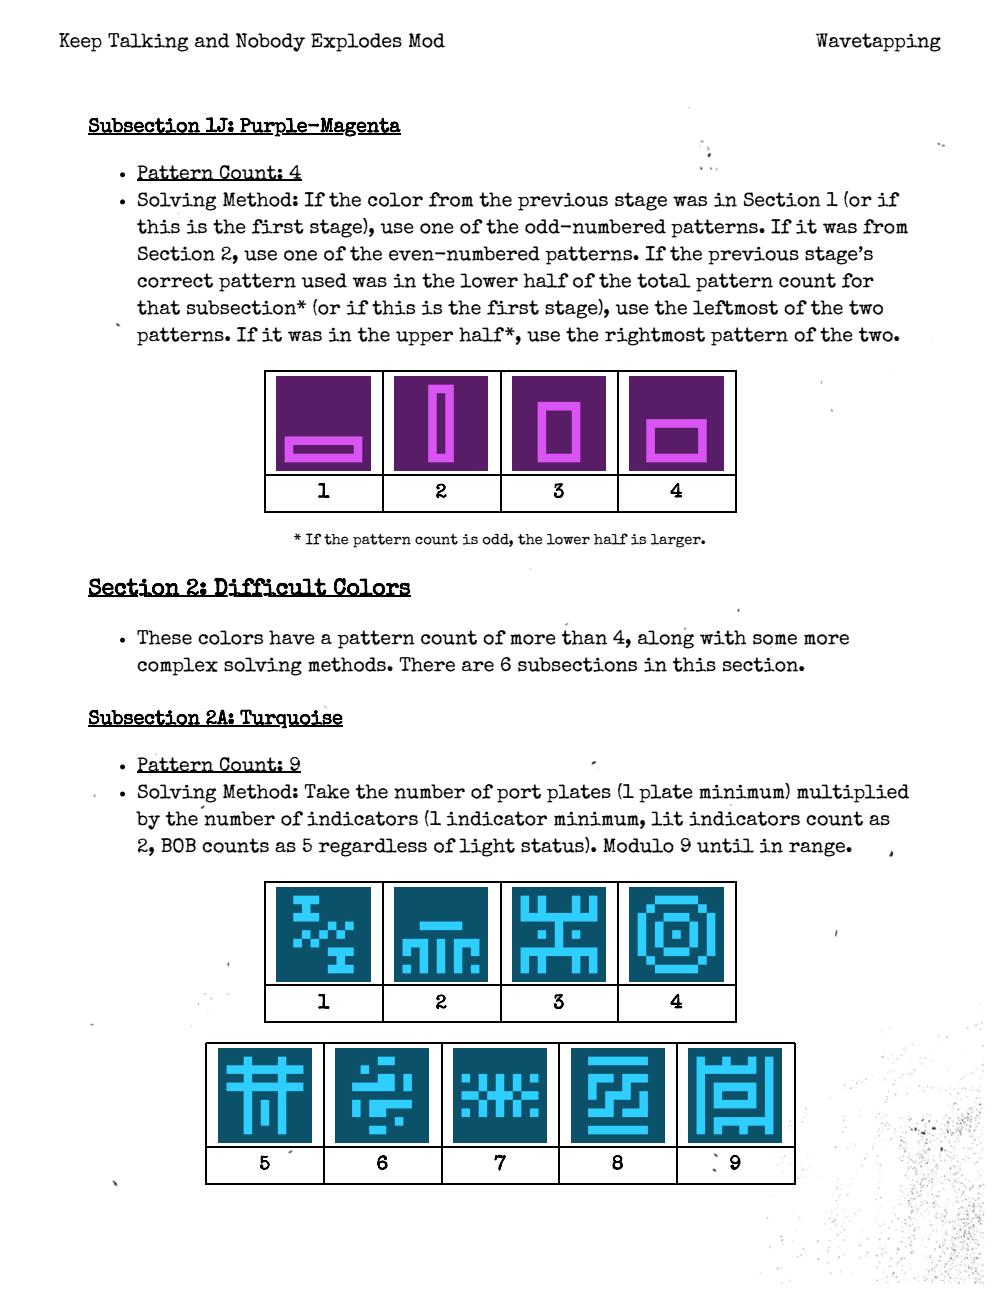 Keep Talking and Nobody Explodes Mod Wavetapping
Subsection 1J: Purple-Magenta
• Pattern Count: 4
• Solving Method: If the color from the previous stage was in Section 1 (or if
this is the first stage), use one of the odd-numbered patterns. If it was from
Section 2, use one of the even-numbered patterns. If the previous stage's
correct pattern used was in the lower half of the total pattern count for
that subsection* (or if this is the first stage), use the leftmost of the two
patterns. If it was in the upper half*, use the rightmost pattern of the two.
1 2 3 4
* If the pattern count is odd, the lower half is larger.
Section 2: Difficult Colors
• These colors have a pattern count of more than 4, along with some more
complex solving methods. There are 6 subsections in this section.
Subsection 2A: Turquoise
• Pattern Count: 9
• Solving Method: Take the number of port plates (1 plate minimum) multiplied
by the number of indicators (1 indicator minimum, lit indicators count as
2, BOB counts as 5 regardless of light status). Modulo 9 until in range.
1 2 3 4
5 6 7 8 9